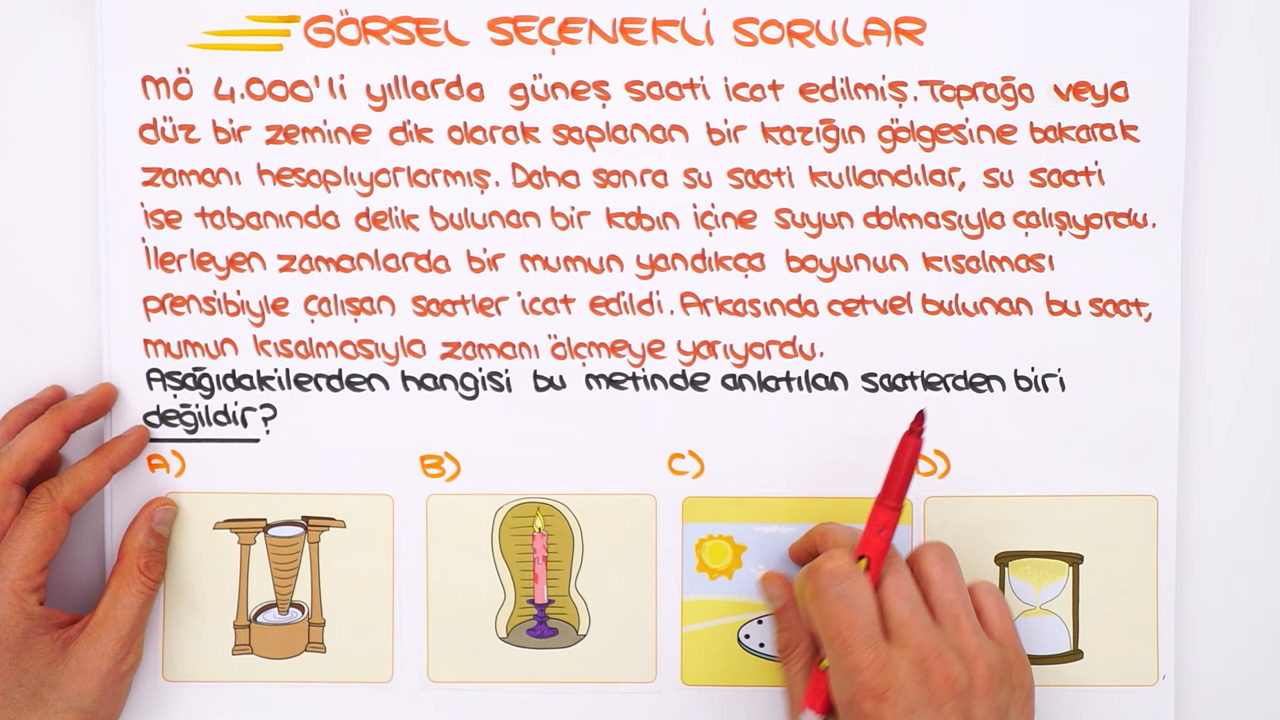 GÖRSEL SEÇENEKLİ SORULAR
MÖ 4.000'li yıllarda güneş saati icat edilmiş. Toprağa veya
düz bir zemine dik olarak saplanan bir kazığın gölgesine bakarak
zamanı hesaplıyorlarmış. Daha sonra su saati kullandılar, su saati
ise tabanında delik bulunan bir kabın içine suyun dolmasıyla çalışıyordu.
İlerleyen zamanlarda bir mumun yandıkça boyunun kısalması
prensibiyle çalışan saatler icat edildi. Arkasında cetvel bulunan bu saat,
mumun kısalmasıyla zamanı ölçmeye yarıyordu.
Aşağıdakilerden hangisi bu metinde anlatılan saatlerden biri
değildir?
A) B) C) D)